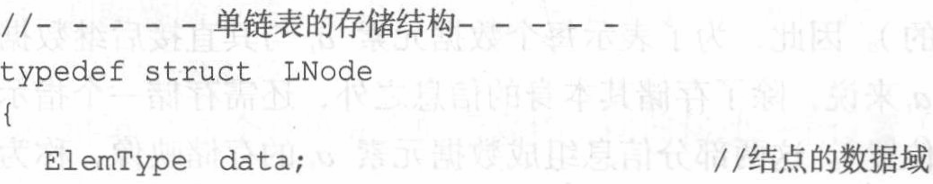 //- - - - - 单链表的存储结构- - - - -
typedef struct LNode
{
ElemType data; //结点的数据域